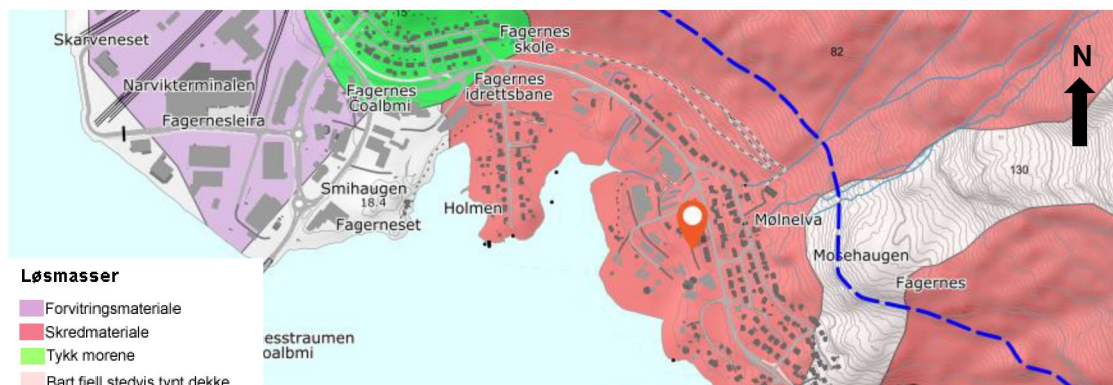 15
Skarveneset
Fagernes
skole
82
N
Narvikterminalen
Fagernes
Čoalbmi
Fagernes
idrettsbane
Fagernesleira
130
Smihaugen
18.4
Holmen
Mølnelva
Fagerneset
Mosehaugen
Fagernes
Løsmasser
Forvitringsmateriale
Skredmateriale
Tykk morene
Bart fjell stedvis tynt dekke
esstraumen
oalbmi